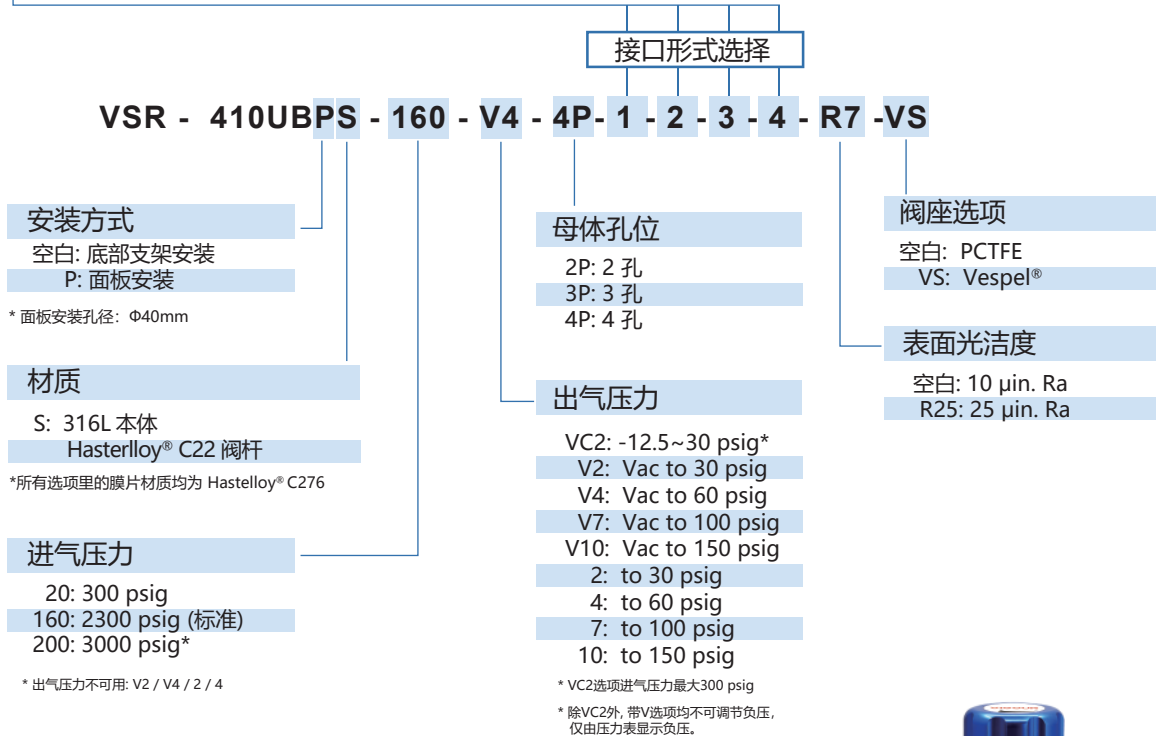 接口形式选择
VSR - 410UBPS - 160 - V4 - 4P- 1 - 2 - 3 - 4 - R7 -VS
安装方式
空白: 底部支架安装
P: 面板安装
* 面板安装孔径：Φ40mm
材质
S: 316L 本体
Hasterlloy® C22 阀杆
*所有选项里的膜片材质均为 Hastelloy® C276
进气压力
20: 300 psig
160: 2300 psig (标准)
200: 3000 psig*
* 出气压力不可用: V2 / V4 / 2 / 4
母体孔位
2P: 2 孔
3P: 3 孔
4P: 4 孔
出气压力
VC2: -12.5~30 psig*
V2: Vac to 30 psig
V4: Vac to 60 psig
V7: Vac to 100 psig
V10: Vac to 150 psig
2: to 30 psig
4: to 60 psig
7: to 100 psig
10: to 150 psig
* VC2选项进气压力最大300 psig
* 除VC2外, 带V选项均不可调节负压，
仅由压力表显示负压。
阀座选项
空白: PCTFE
VS: Vespel®
表面光洁度
空白: 10 µin. Ra
R25: 25 µin. Ra